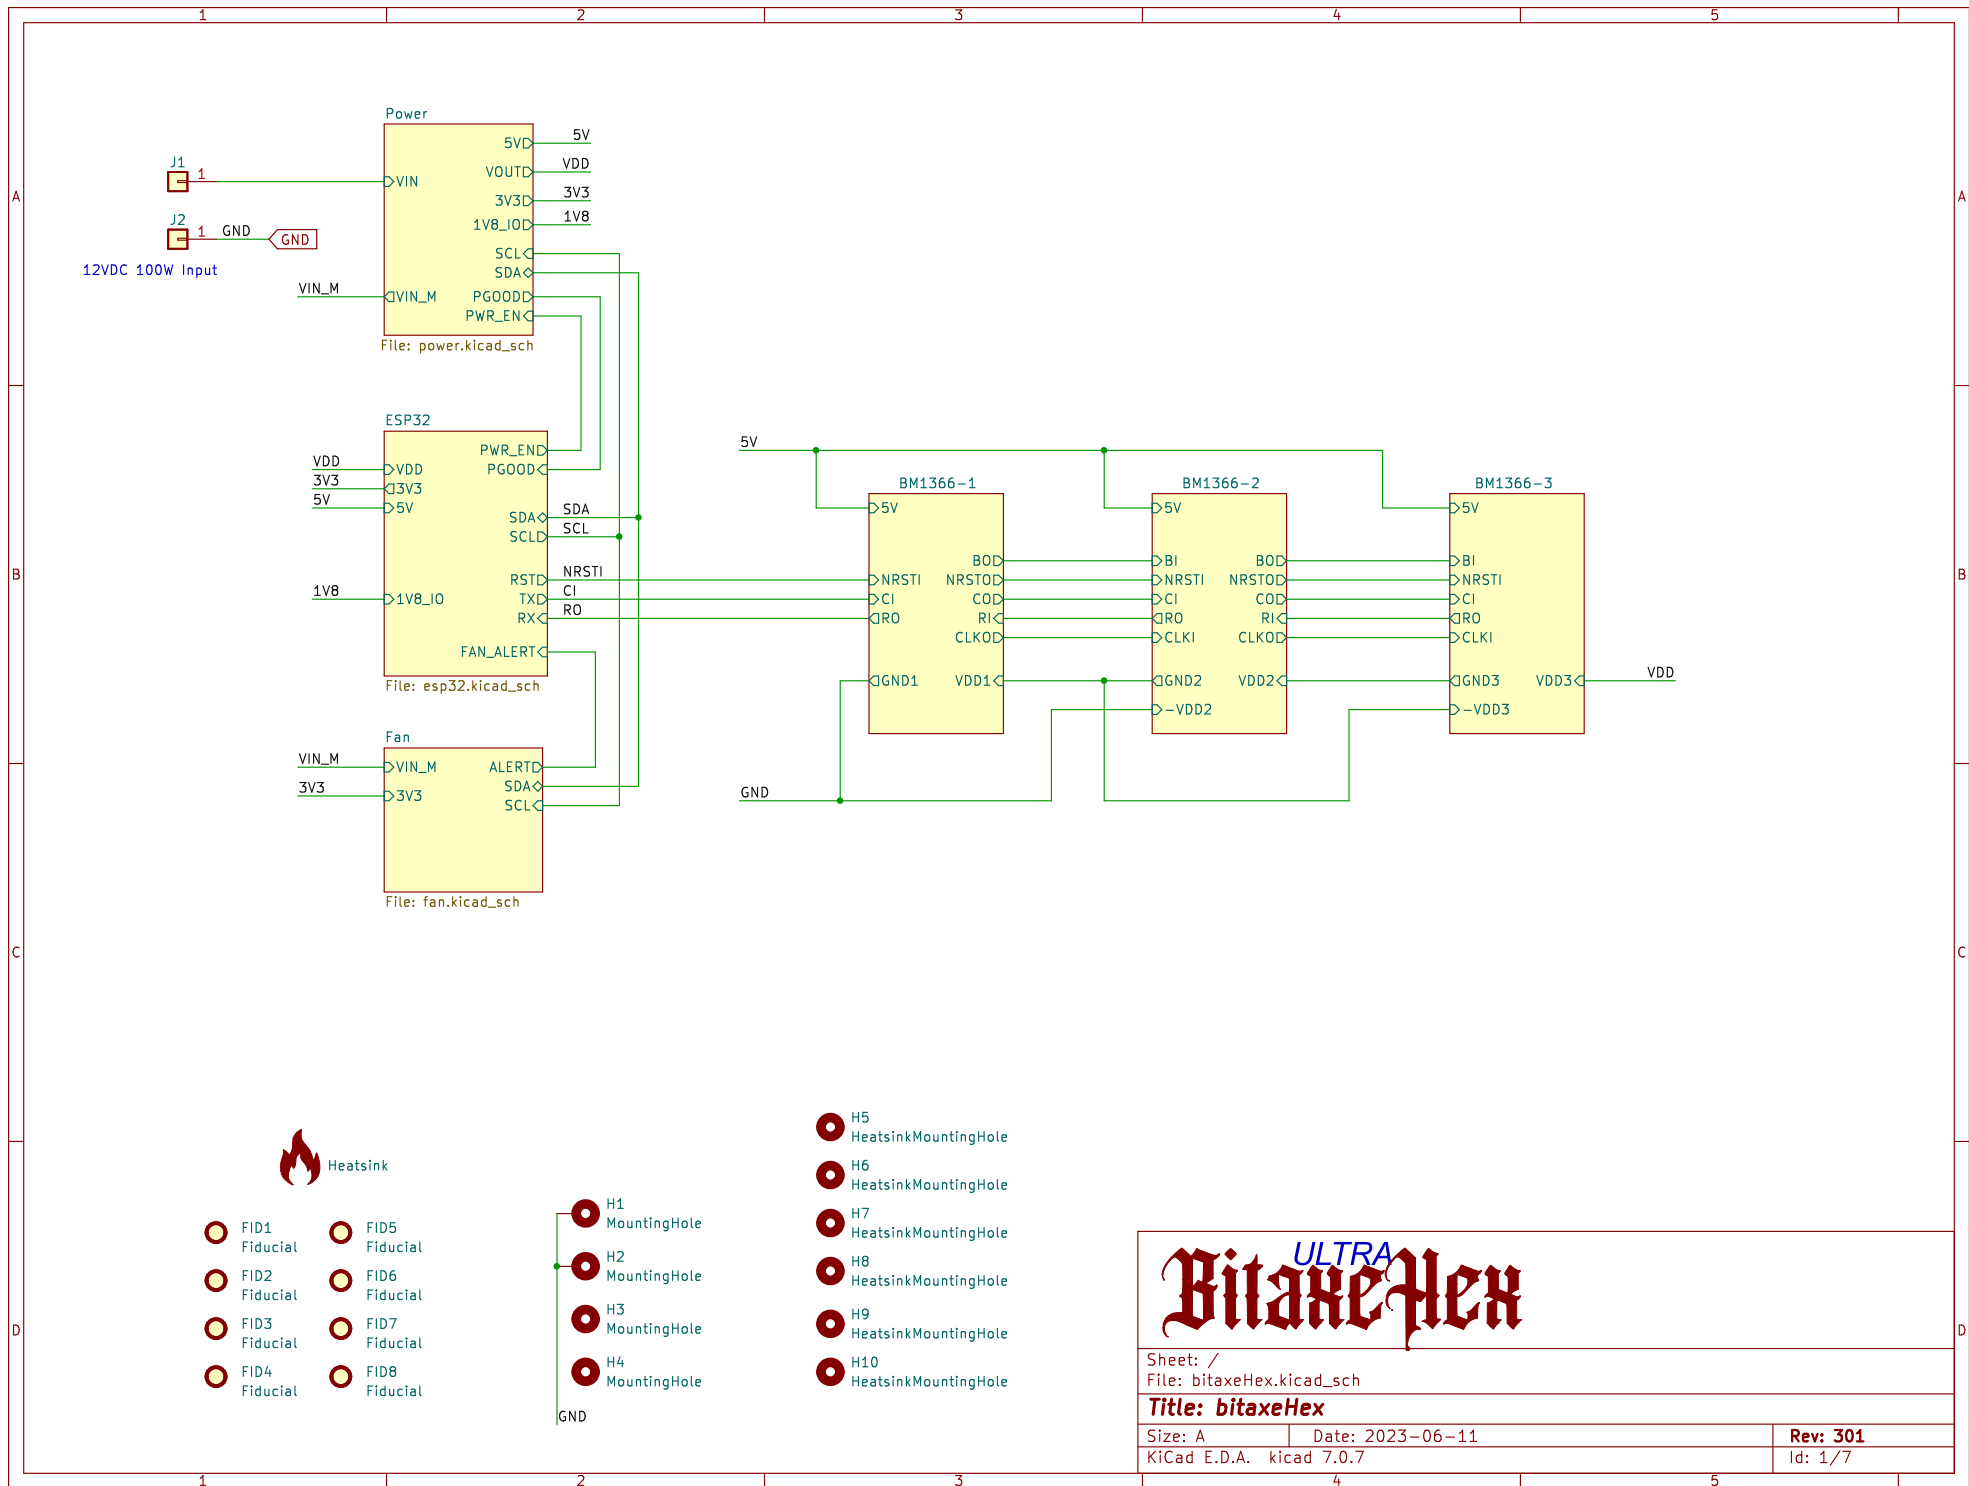 1 2 3 4 5
A
B
C
D
A
B
C
D
Power
5V
VOUT
3V3
1V8_IO
SCL
SDA
PGOOD
PWR_EN
VIN
VIN_M
File: power.kicad_sch
5V
VDD
3V3
1V8
J1
1
J2
1
GND
GND
12VDC 100W Input
VIN_M
ESP32
PWR_EN
PGOOD
VDD
3V3
5V
SDA
SCL
RST
TX
RX
1V8_IO
FAN_ALERT
File: esp32.kicad_sch
VDD
3V3
5V
1V8
SDA
SCL
NRSTI
CI
RO
Fan
VIN_M
3V3
ALERT
SDA
SCL
File: fan.kicad_sch
VIN_M
3V3
5V
GND
BM1366-1
5V
BO
NRSTI NRSTO
CI CO
RO RI
CLKO
GND1 VDD1
BM1366-2
5V
BI BO
NRSTI NRSTO
CI CO
RO RI
CLKI CLKO
GND2 VDD2
-VDD2
BM1366-3
5V
BI
NRSTI
CI
RO
CLKI
GND3 VDD3
-VDD3
VDD
Heatsink
FID1
Fiducial
FID2
Fiducial
FID3
Fiducial
FID4
Fiducial
FID5
Fiducial
FID6
Fiducial
FID7
Fiducial
FID8
Fiducial
H1
MountingHole
H2
MountingHole
H3
MountingHole
H4
MountingHole
GND
H5
HeatsinkMountingHole
H6
HeatsinkMountingHole
H7
HeatsinkMountingHole
H8
HeatsinkMountingHole
H9
HeatsinkMountingHole
H10
HeatsinkMountingHole
ULTRA
BitaxeHex
Sheet: /
File: bitaxeHex.kicad_sch
Title: bitaxeHex
Size: A Date: 2023-06-11 Rev: 301
KiCad E.D.A. kicad 7.0.7 Id: 1/7
1 2 3 4 5